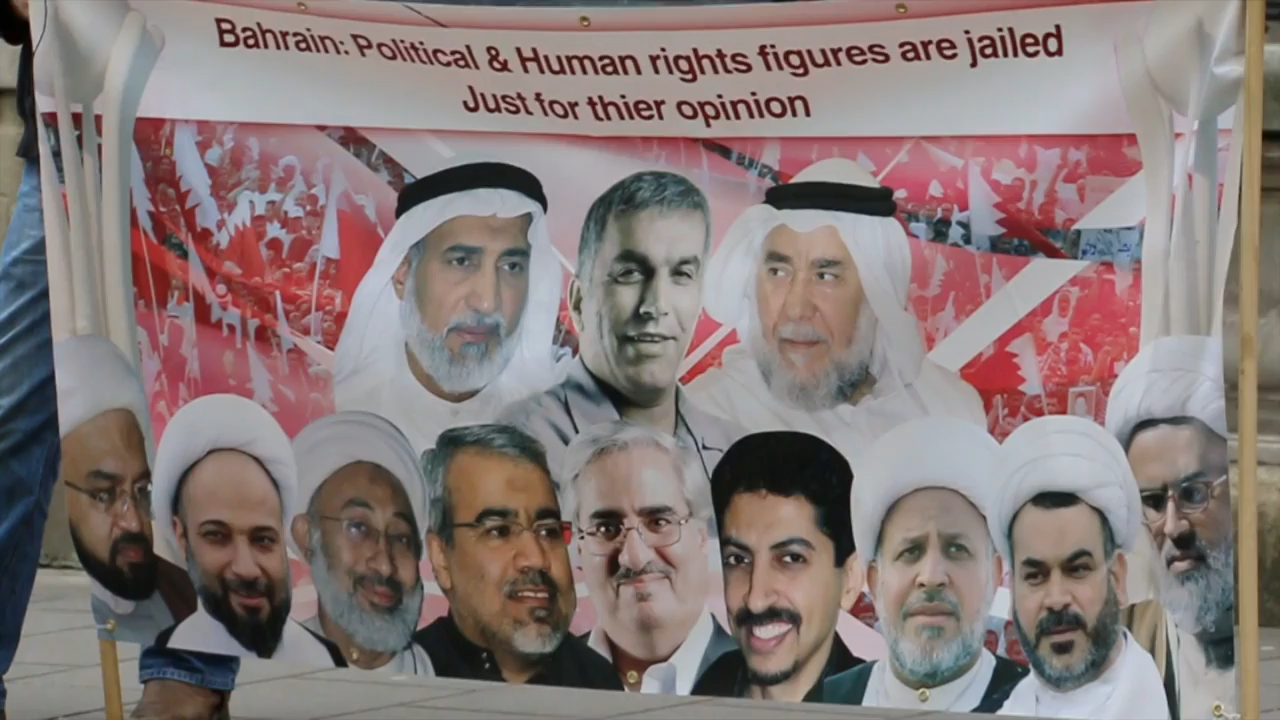 Bahrain: Political & Human rights figures are jailed
Just for thier opinion